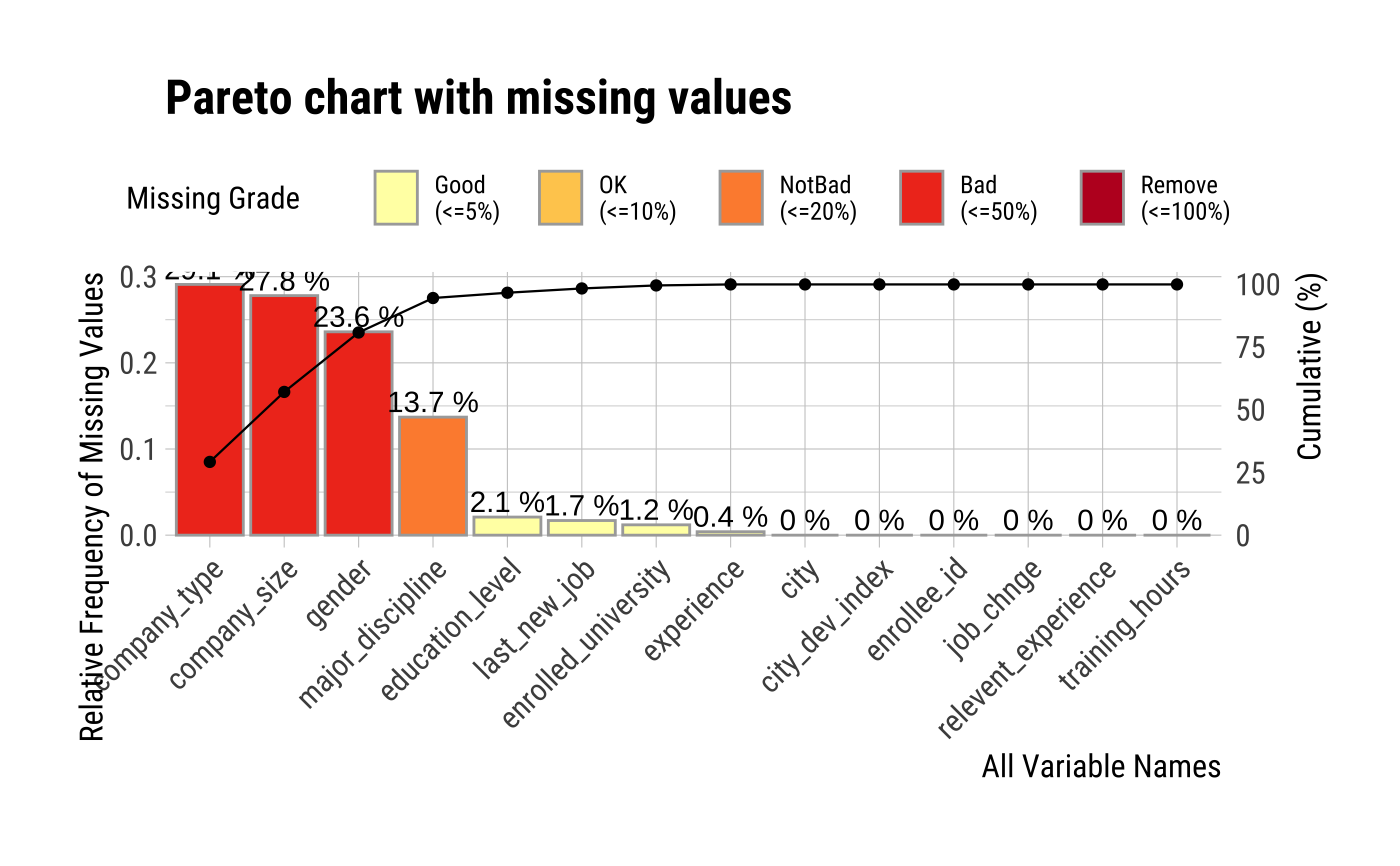 Pareto chart with missing values
Missing Grade
Good
(<=5%)
OK
(<=10%)
NotBad
(<=20%)
Bad
(<=50%)
Remove
(<=100%)
Relative Frequency of Missing Values
0.3
0.2
0.1
0.0
29.1 %
27.8 %
23.6 %
13.7 %
2.1 %
1.7 %
1.2 %
0.4 %
0 %
0 %
0 %
0 %
0 %
0 %
100
75
50
25
0
Cumulative (%)
company_type
company_size
gender
major_discipline
education_level
last_new_job
enrolled_university
experience
city
city_dev_index
enrollee_id
job_chnge
relevent_experience
training_hours
All Variable Names